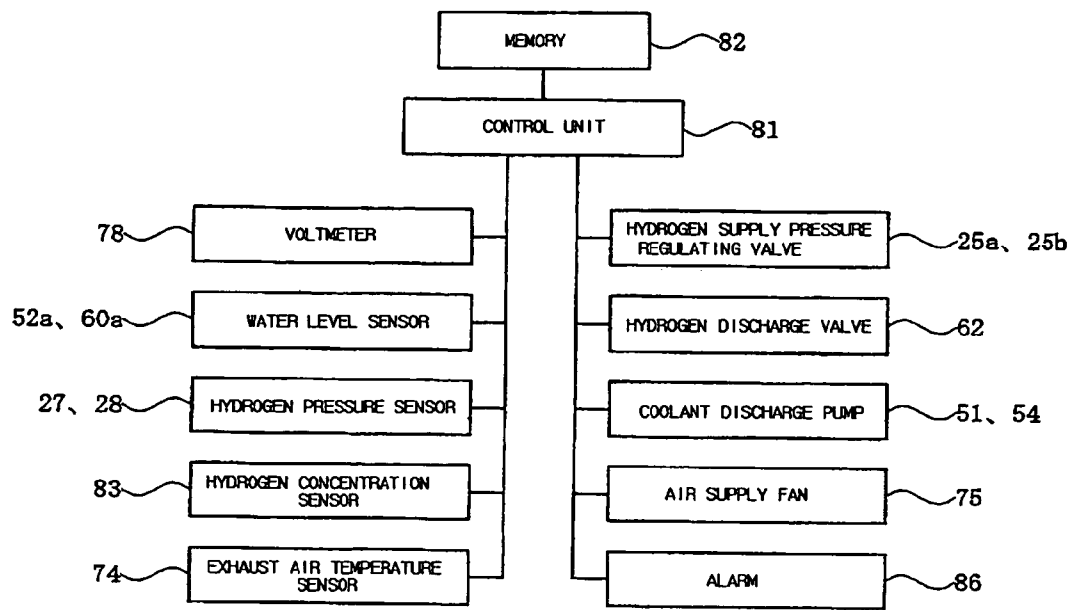 MEMORY
82
CONTROL UNIT
81
78
VOLTMETER
52a、60a
WATER LEVEL SENSOR
27、28
HYDROGEN PRESSURE SENSOR
83
HYDROGEN CONCENTRATION
SENSOR
74
EXHAUST AIR TEMPERATURE
SENSOR
HYDROGEN SUPPLY PRESSURE
REGULATING VALVE
25a、25b
HYDROGEN DISCHARGE VALVE
62
COOLANT DISCHARGE PUMP
51、54
AIR SUPPLY FAN
75
ALARM
86